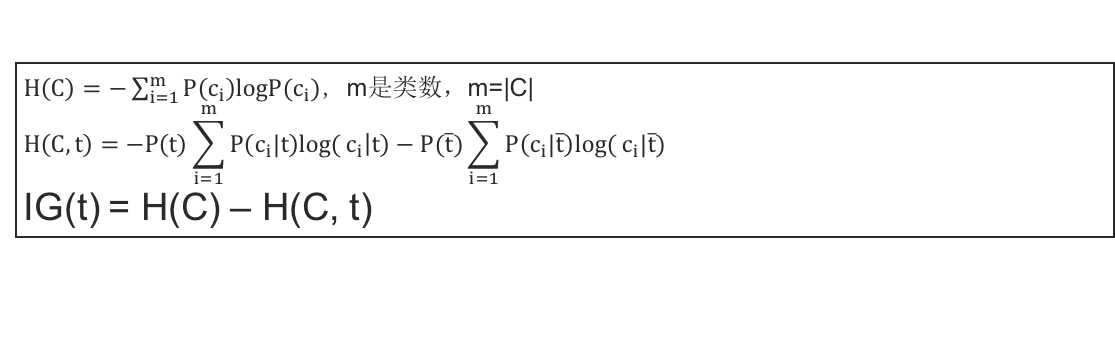 H(C) = −∑ᵢ₌₁ᵐ P(cᵢ)logP(cᵢ)，m是类数，m=|C|
H(C, t) = −P(t) ∑ᵢ₌₁ᵐ P(cᵢ|t)log( cᵢ|t) − P(t̅) ∑ᵢ₌₁ᵐ P(cᵢ|t̅)log( cᵢ|t̅)
IG(t) = H(C) – H(C, t)